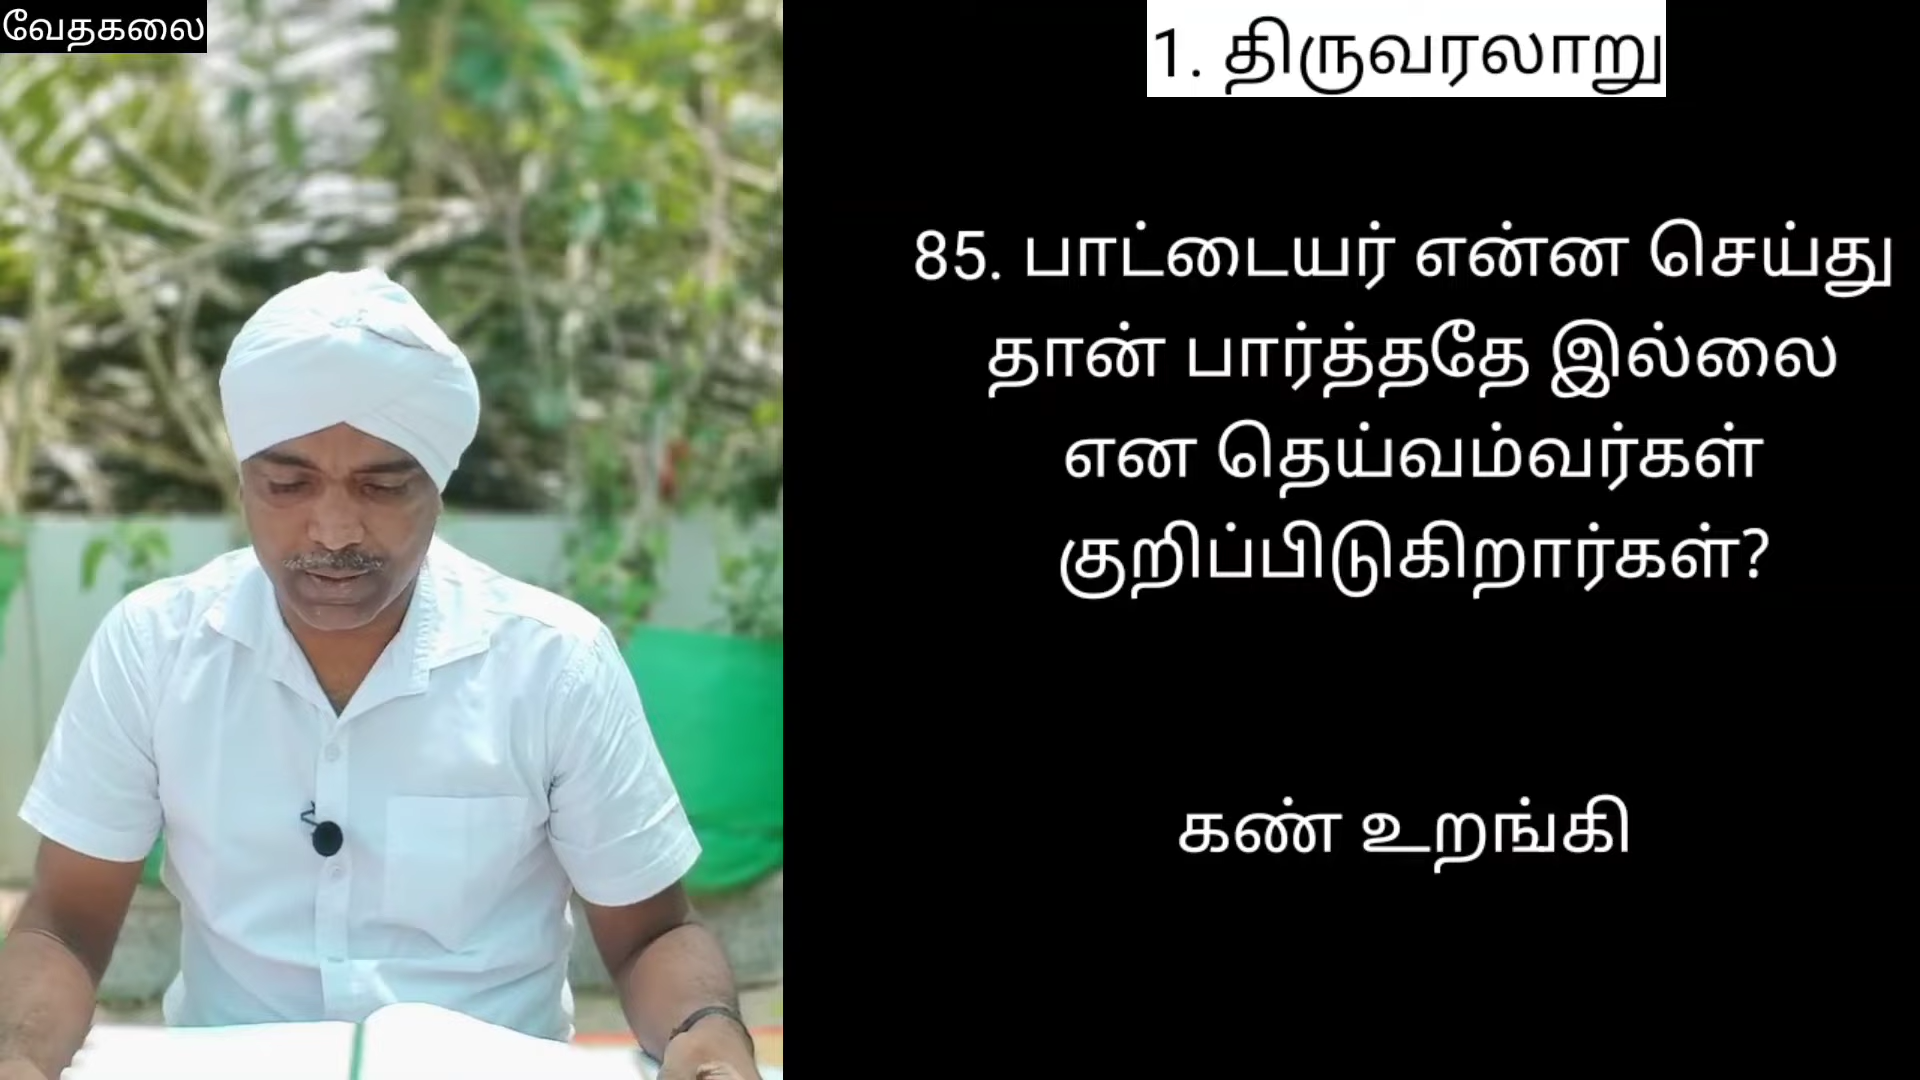 வேதகலை
1. திருவரலாறு
85. பாட்டையர் என்ன செய்து
தான் பார்த்ததே இல்லை
என தெய்வம்வர்கள்
குறிப்பிடுகிறார்கள்?
கண் உறங்கி